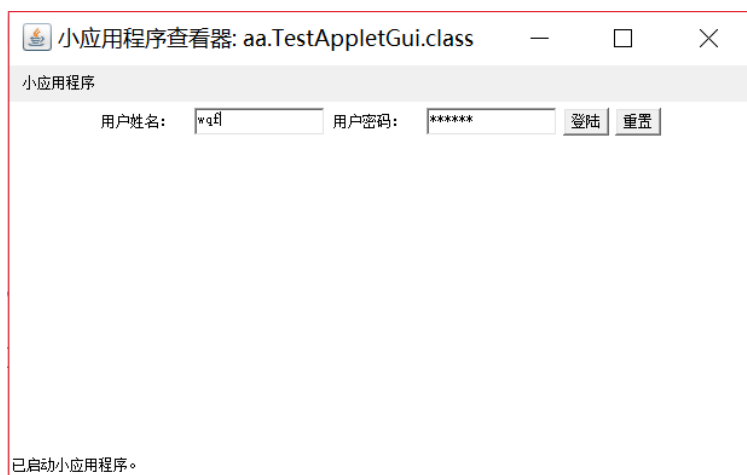 小应用程序查看器: aa.TestAppletGui.class
小应用程序
用户姓名： wqf 用户密码： ****** 登陆 重置
已启动小应用程序。